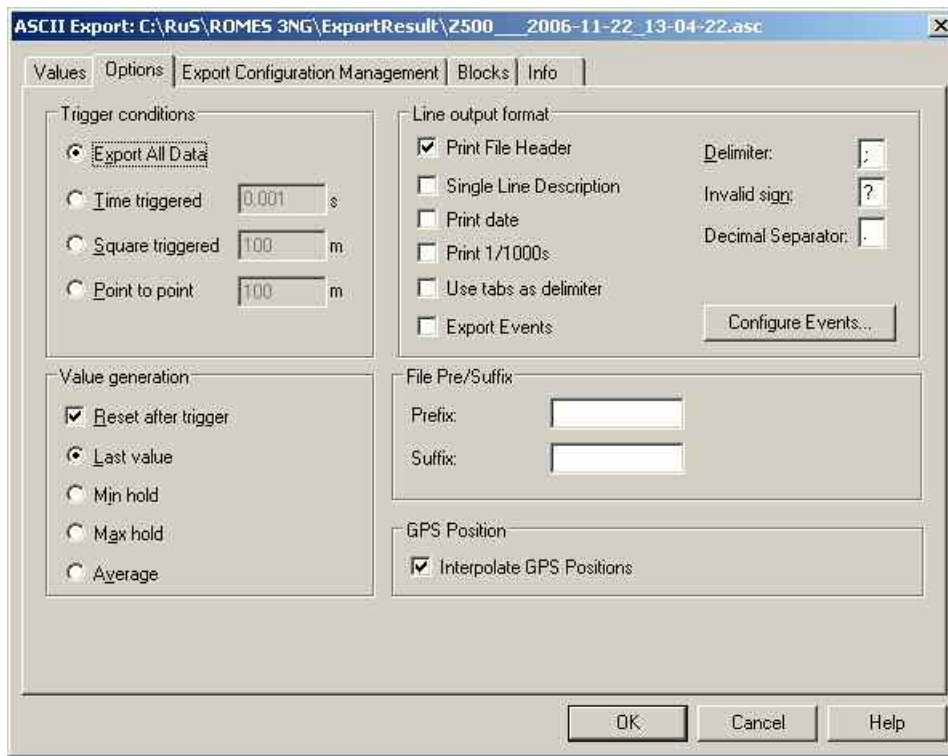 ASCII Export: C:\RuS\ROMES 3NG\ExportResult\Z500___2006-11-22_13-04-22.asc
Values Options Export Configuration Management Blocks Info
Trigger conditions
Export All Data
Time triggered 0.001 s
Square triggered 100 m
Point to point 100 m
Line output format
Print File Header
Single Line Description
Print date
Print 1/1000s
Use tabs as delimiter
Export Events
Delimiter: ;
Invalid sign: ?
Decimal Separator: .
Configure Events...
Value generation
Reset after trigger
Last value
Min hold
Max hold
Average
File Pre/Suffix
Prefix:
Suffix:
GPS Position
Interpolate GPS Positions
OK Cancel Help